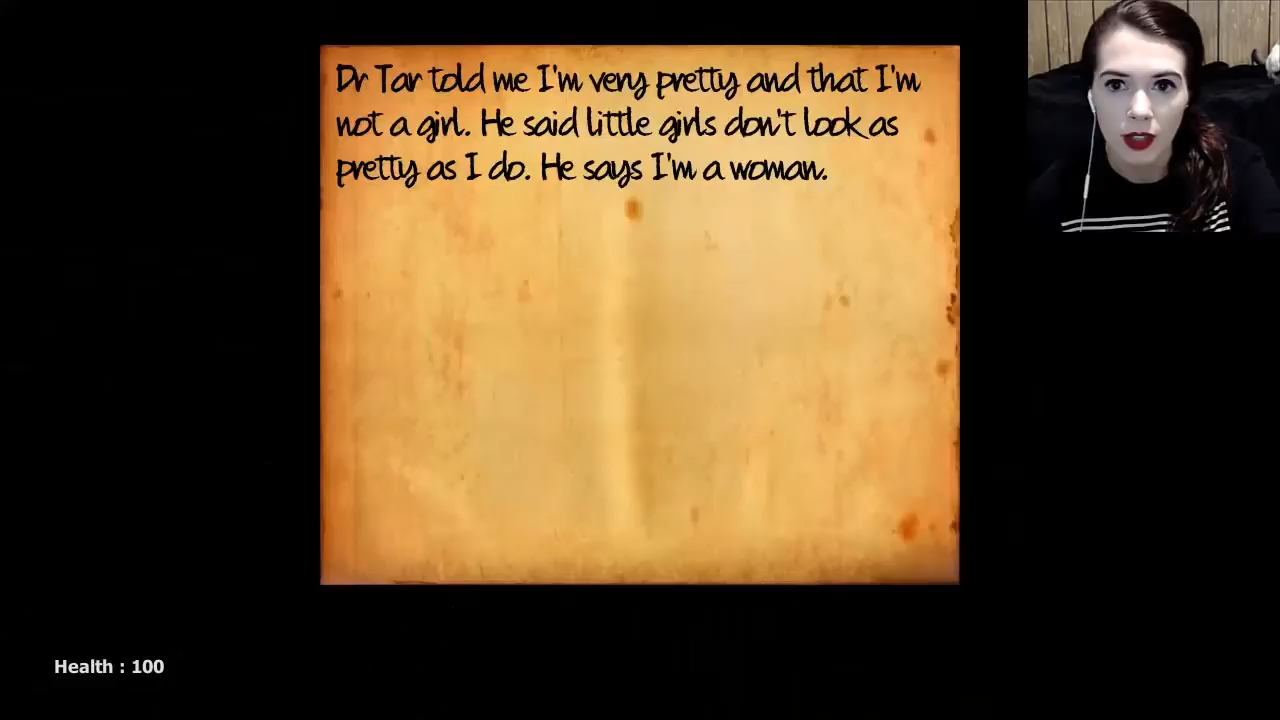 Dr Tar told me I'm very pretty and that I'm
not a girl. He said little girls don't look as
pretty as I do. He says I'm a woman.
Health : 100